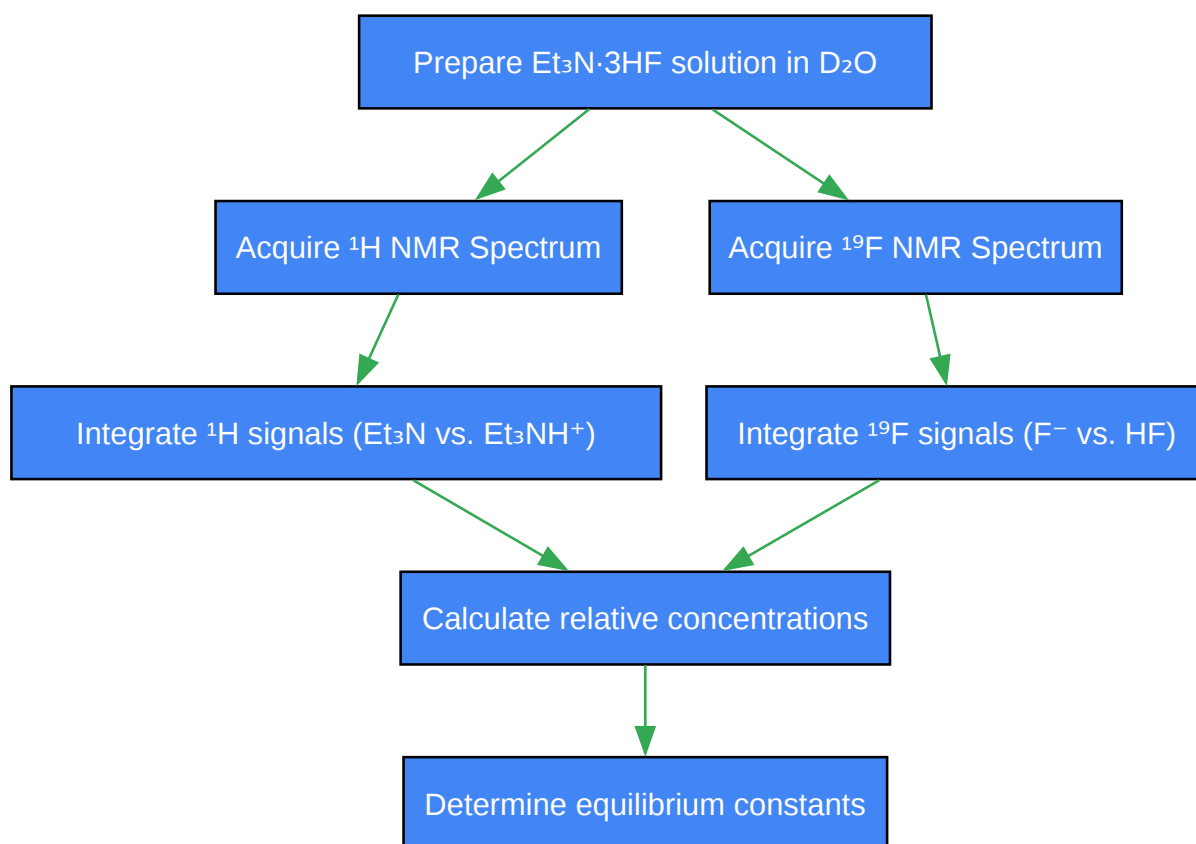 Prepare Et₃N·3HF solution in D₂O
Acquire ¹H NMR Spectrum
Acquire ¹⁹F NMR Spectrum
Integrate ¹H signals (Et₃N vs. Et₃NH⁺)
Integrate ¹⁹F signals (F⁻ vs. HF)
Calculate relative concentrations
Determine equilibrium constants